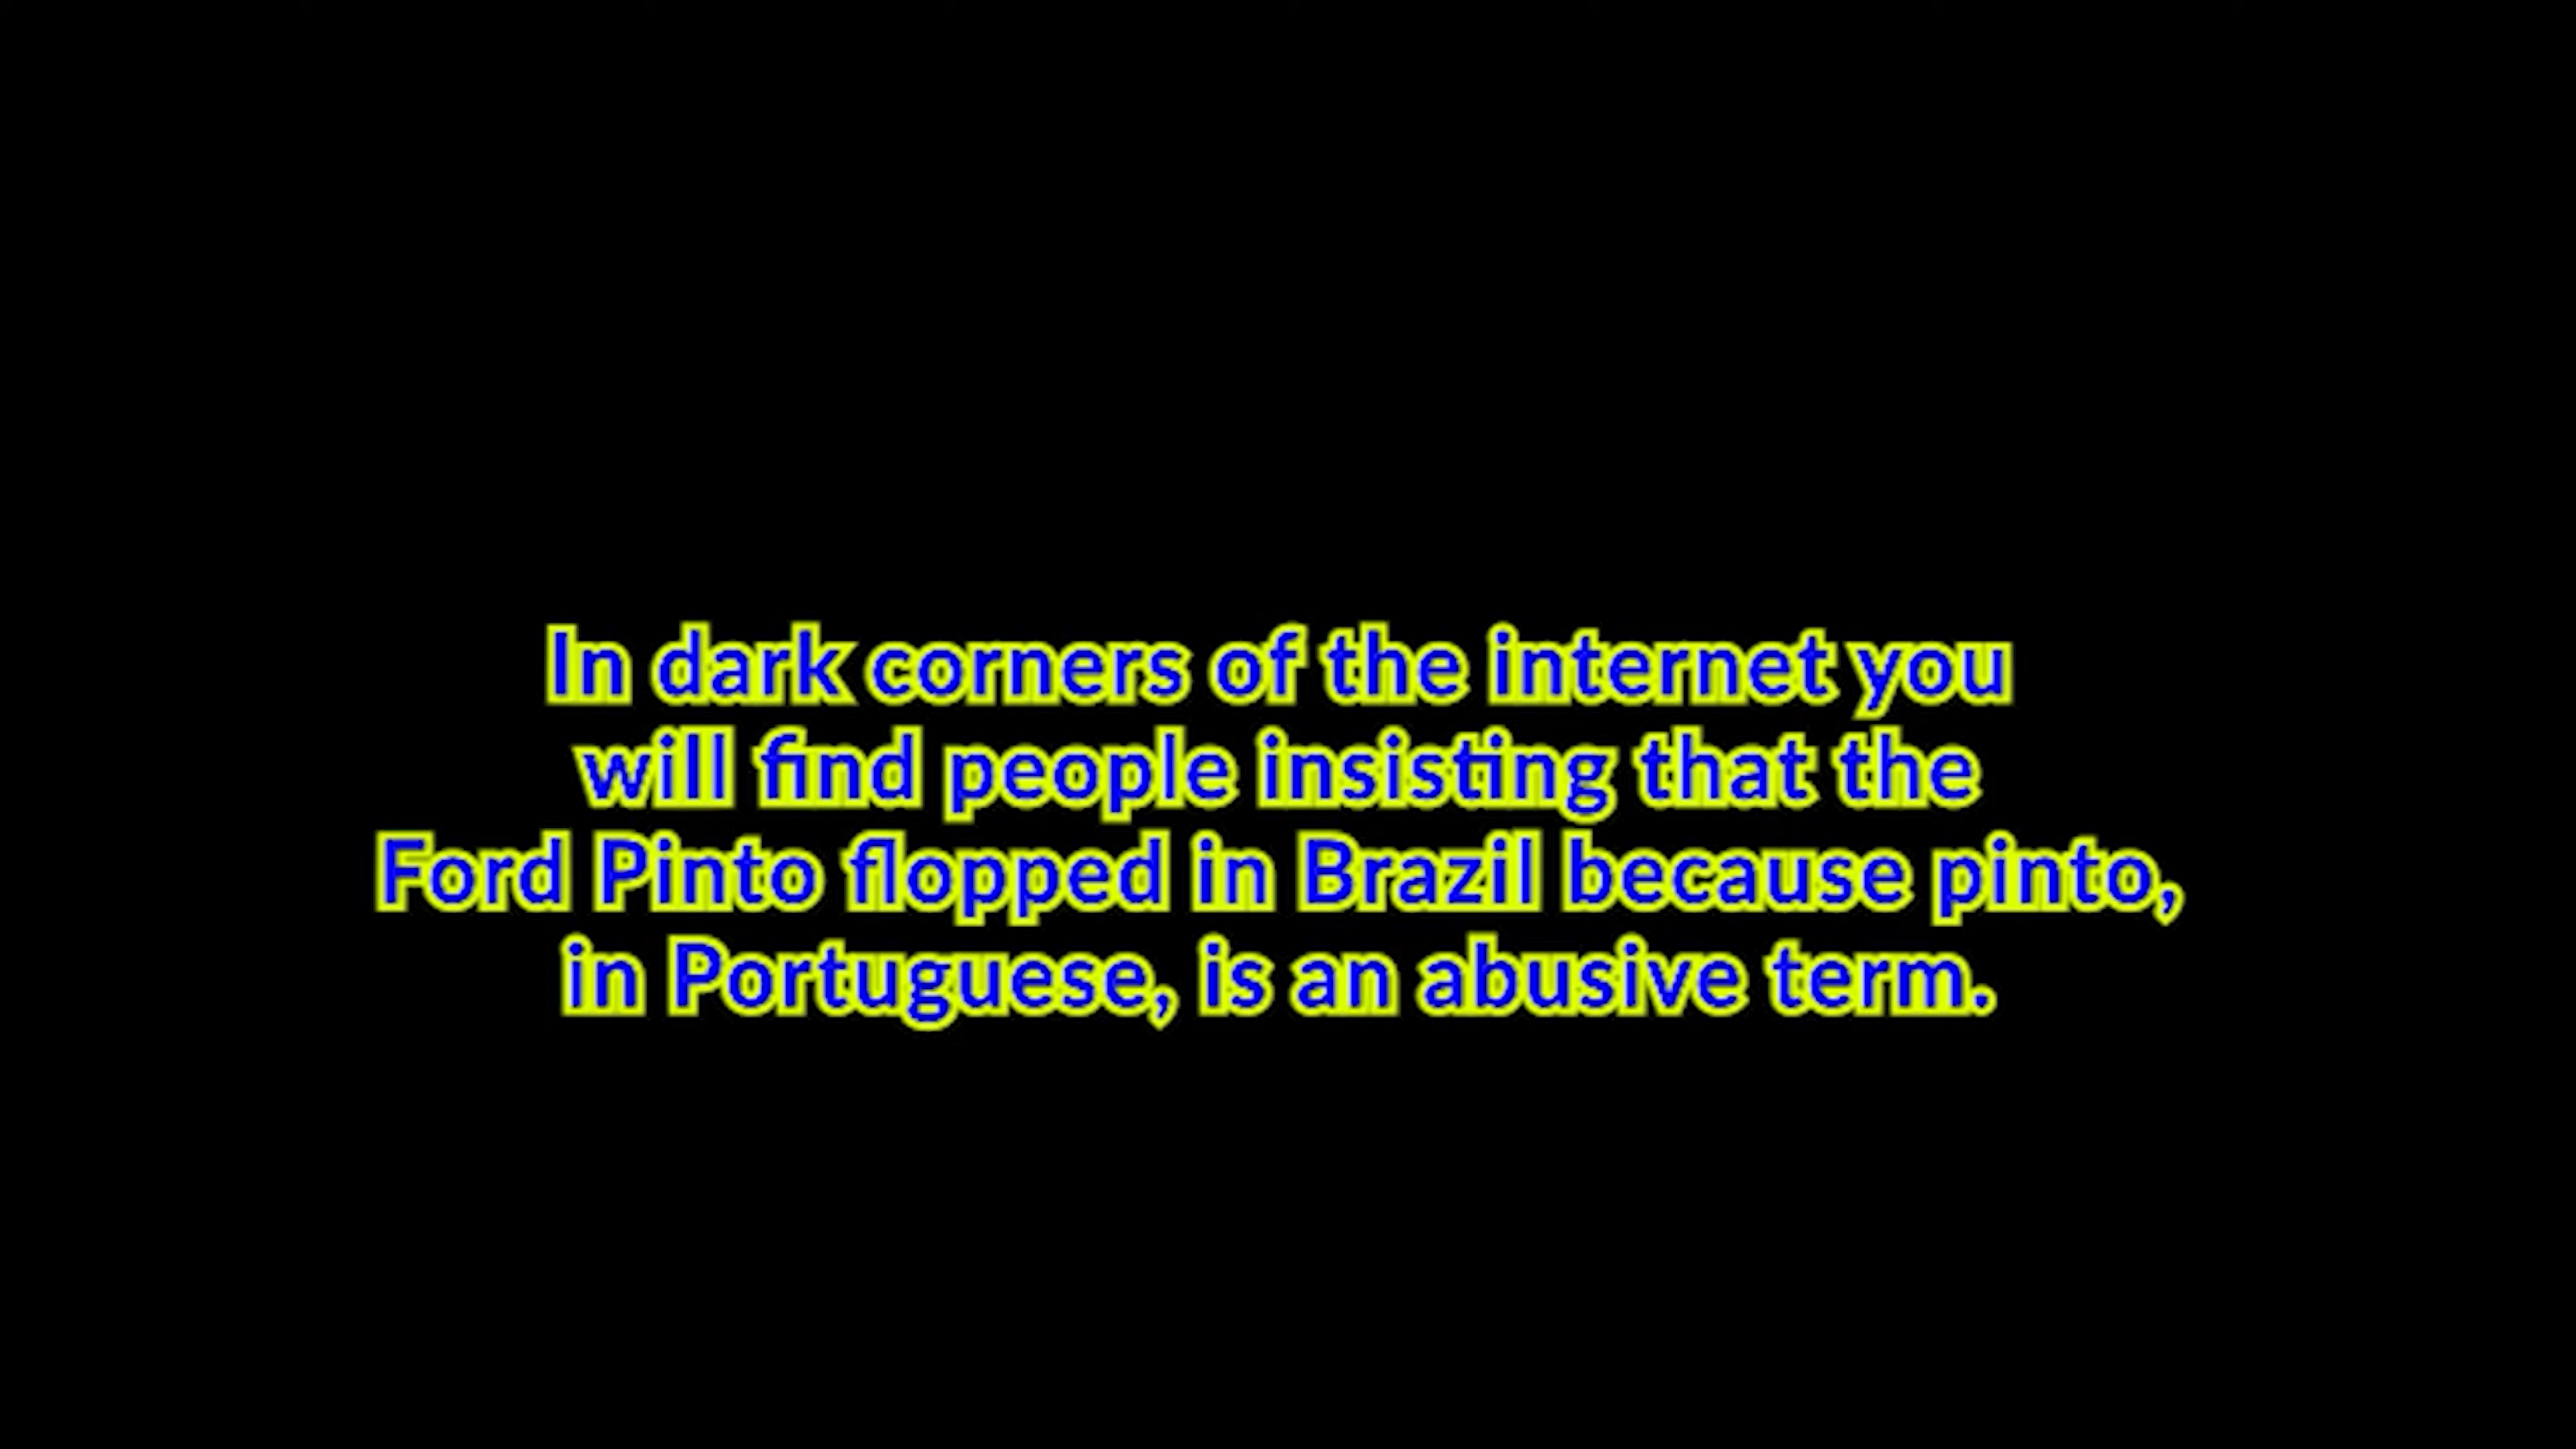 In dark corners of the internet you
will find people insisting that the
Ford Pinto flopped in Brazil because pinto,
in Portuguese, is an abusive term.